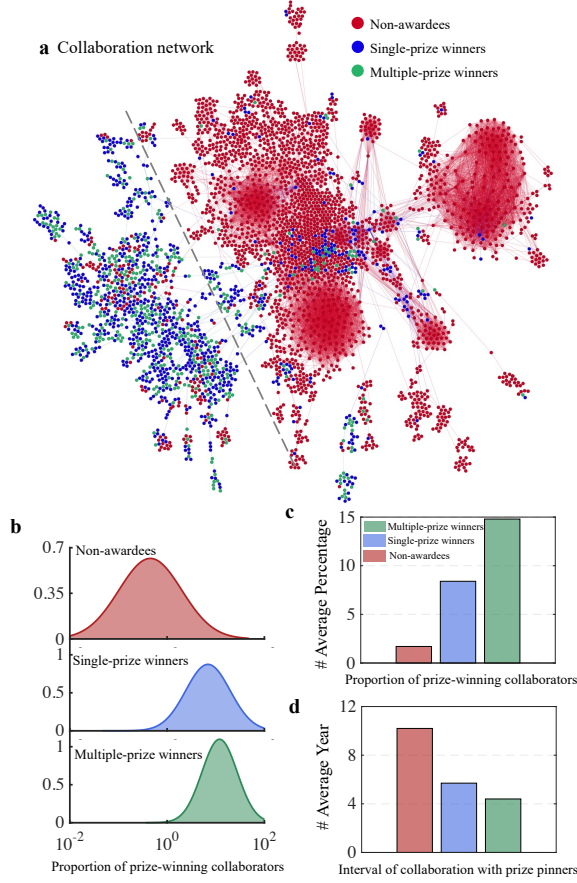 Non-awardees
a Collaboration network
Single-prize winners
Multiple-prize winners
b
0.7
Non-awardees
0.35
0
1
Single-prize winners
0.5
0
1
Multiple-prize winners
0.5
0
10^-2
10^0
10^2
Proportion of prize-winning collaborators
c
15
Multiple-prize winners
Single-prize winners
10
Non-awardees
5
0
# Average Percentage
Proportion of prize-winning collaborators
d
12
8
4
0
# Average Year
Interval of collaboration with prize pinners